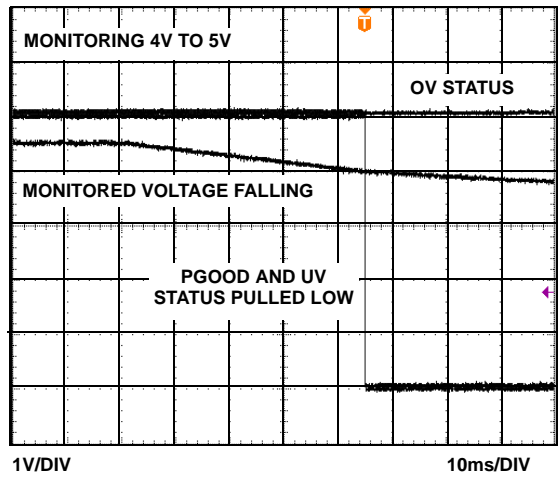 T
MONITORING 4V TO 5V
OV STATUS
MONITORED VOLTAGE FALLING
PGOOD AND UV
STATUS PULLED LOW
1V/DIV
10ms/DIV